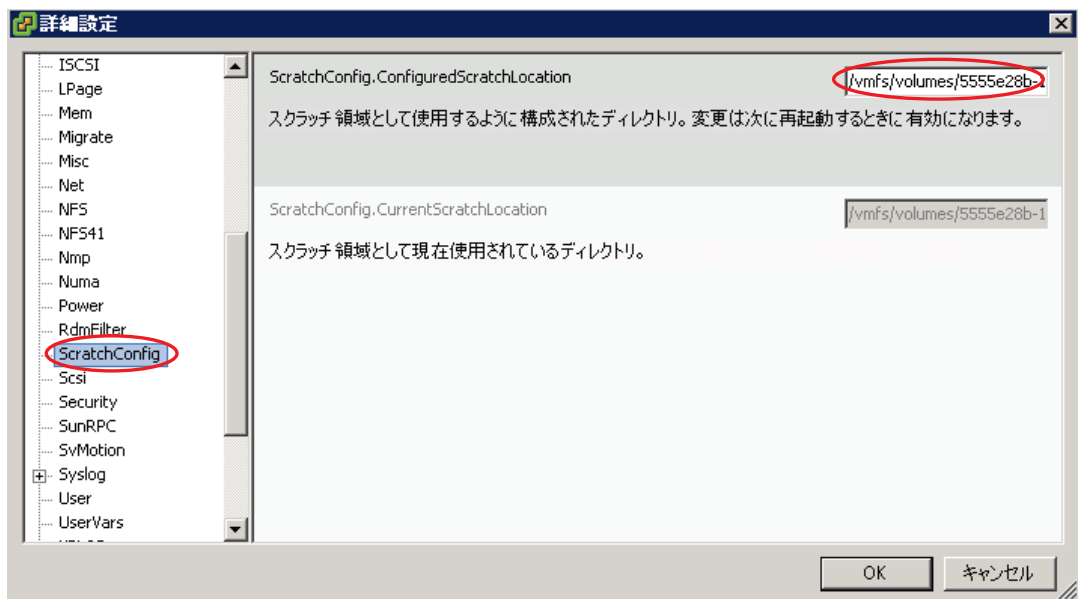 詳細設定
ISCSI
LPage
Mem
Migrate
Misc
Net
NFS
NFS41
Nmp
Numa
Power
RdmFilter
ScratchConfig
Scsi
Security
SunRPC
SvMotion
Syslog
User
UserVars
ScratchConfig.ConfiguredScratchLocation
/vmfs/volumes/5555e28b-1
スクラッチ 領域として使用するように構成されたディレクトリ。変更は次に再起動するときに有効になります。
ScratchConfig.CurrentScratchLocation
/vmfs/volumes/5555e28b-1
スクラッチ 領域として現在使用されているディレクトリ。
OK
キャンセル